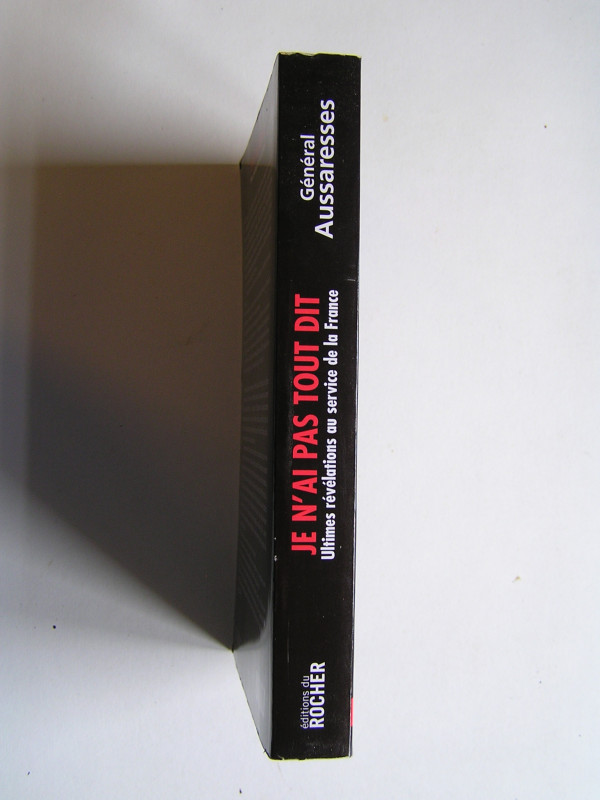 Général
Aussaresses
JE N'AI PAS TOUT DIT
Ultimes révélations au service de la France
éditions du
ROCHER